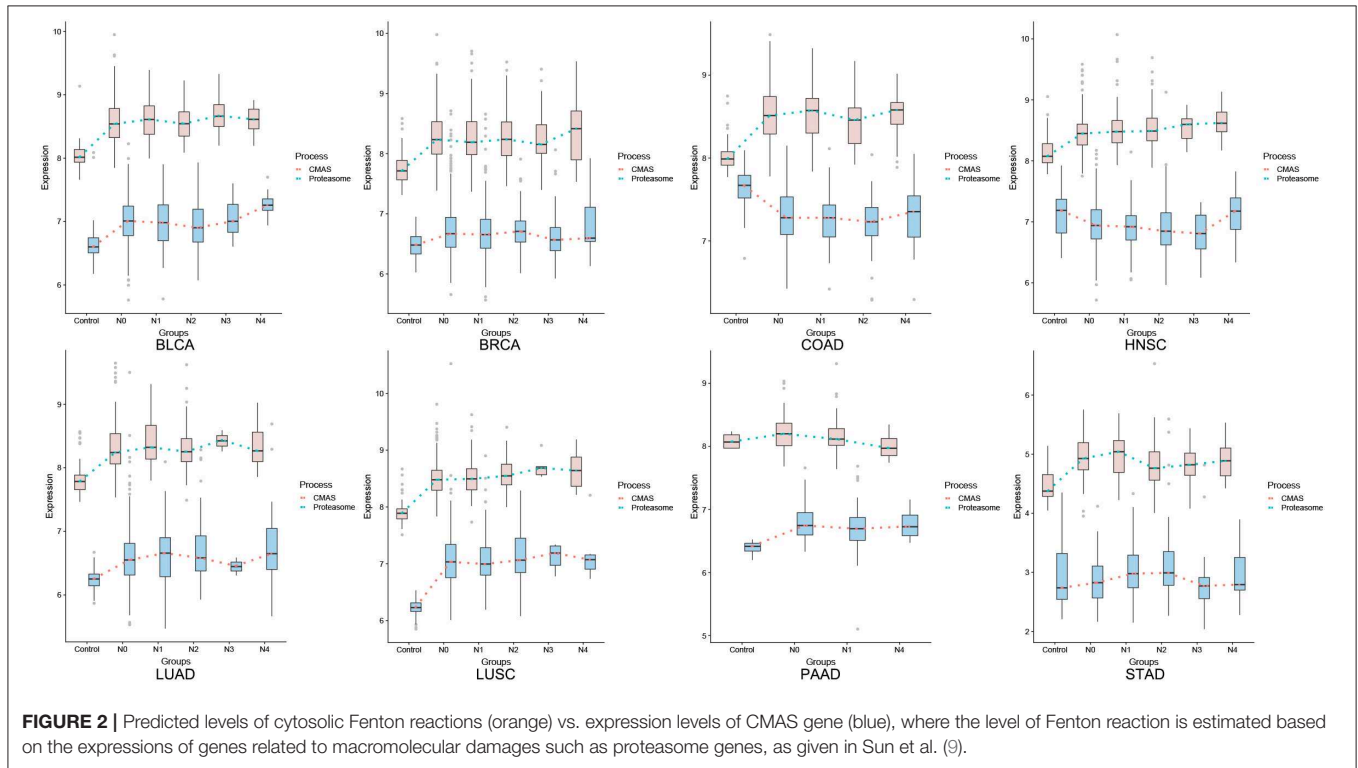 10
9
8
7
6
Expression
Control N0 N1 N2 N3 N4
Groups
BLCA
Process
CMAS
Proteasome
10
9
8
7
6
Expression
Control N0 N1 N2 N3 N4
Groups
BRCA
Process
CMAS
Proteasome
9
8
7
Expression
Control N0 N1 N2 N4
Groups
COAD
Process
CMAS
Proteasome
10
9
8
7
6
Expression
Control N0 N1 N2 N3 N4
Groups
HNSC
Process
CMAS
Proteasome
9
8
7
6
Expression
Control N0 N1 N2 N3 N4
Groups
LUAD
Process
CMAS
Proteasome
10
9
8
7
6
Expression
Control N0 N1 N2 N3 N4
Groups
LUSC
Process
CMAS
Proteasome
9
8
7
6
5
Expression
Control N0 N1 N4
Groups
PAAD
Process
CMAS
Proteasome
6
5
4
3
2
Expression
Control N0 N1 N2 N3 N4
Groups
STAD
Process
CMAS
Proteasome
FIGURE 2 | Predicted levels of cytosolic Fenton reactions (orange) vs. expression levels of CMAS gene (blue), where the level of Fenton reaction is estimated based
on the expressions of genes related to macromolecular damages such as proteasome genes, as given in Sun et al. (9).